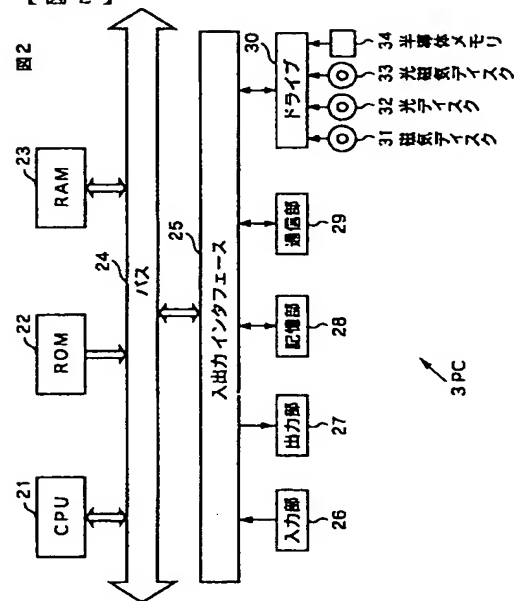 【図2】
図2
21
CPU
22
ROM
23
RAM
24
バス
25
入出力インタフェース
26
入力部
27
出力部
28
記憶部
29
通信部
30
ドライブ
31 磁気ディスク
32 光ディスク
33 光磁気ディスク
34 半導体メモリ
3 PC